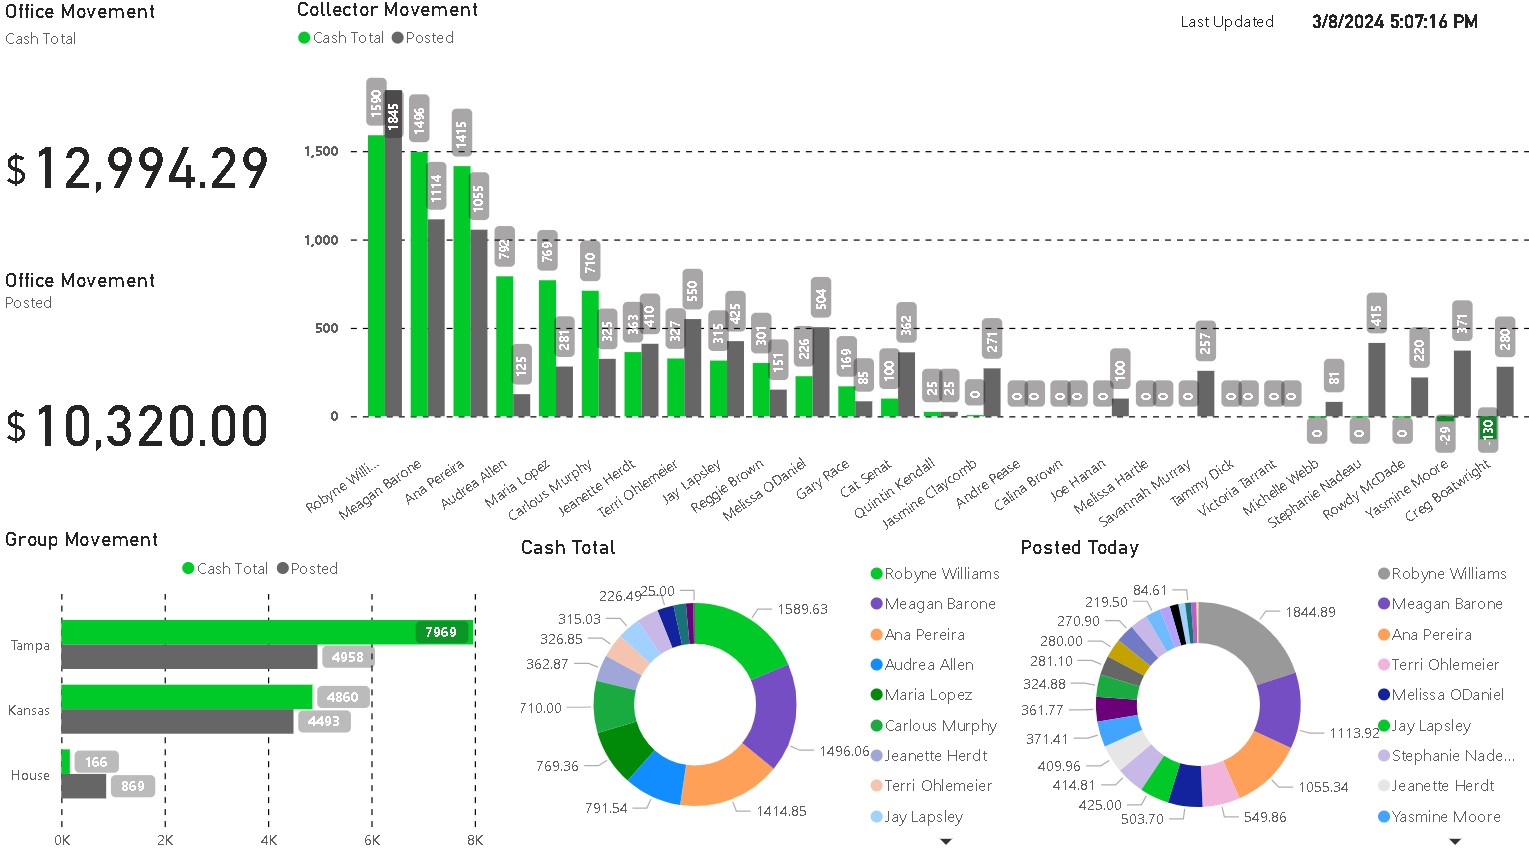 Office Movement
Cash Total
$12,994.29
Office Movement
Posted
$10,320.00
Collector Movement
Cash Total Posted
Last Updated 3/8/2024 5:07:16 PM
1,500
1,000
500
0
1590 1845 1496 1114 1415 1055 792 125 769 281 710 325 363 410 327 550 315 425 301 151 226 504 169 85 100 362 25 25 0 271 0 0 0 0 0 100 0 0 0 257 0 0 0 0 0 81 0 415 0 220 -29 371 -130 280
Robyne Willi...
Meagan Barone
Ana Pereira
Audrea Allen
Maria Lopez
Carlous Murphy
Jeanette Herdt
Terri Ohlemeier
Jay Lapsley
Reggie Brown
Melissa ODaniel
Gary Race
Cat Senat
Quintin Kendall
Jasmine Claycomb
Andre Pease
Calina Brown
Joe Hanan
Melissa Hartle
Savannah Murray
Tammy Dick
Victoria Tarrant
Michelle Webb
Stephanie Nadeau
Rowdy McDade
Yasmine Moore
Creg Boatwright
Group Movement
Cash Total Posted
Tampa 7969
4958
Kansas 4860
4493
House 166
869
0K 2K 4K 6K 8K
Cash Total
1589.63
1496.06
1414.85
791.54
769.36
710.00
362.87
326.85
315.03
226.49
25.00
Robyne Williams
Meagan Barone
Ana Pereira
Audrea Allen
Maria Lopez
Carlous Murphy
Jeanette Herdt
Terri Ohlemeier
Jay Lapsley
Posted Today
1844.89
1113.92
1055.34
549.86
503.70
425.00
414.81
409.96
371.41
361.77
324.88
281.10
280.00
270.90
219.50
84.61
Robyne Williams
Meagan Barone
Ana Pereira
Terri Ohlemeier
Melissa ODaniel
Jay Lapsley
Stephanie Nade...
Jeanette Herdt
Yasmine Moore